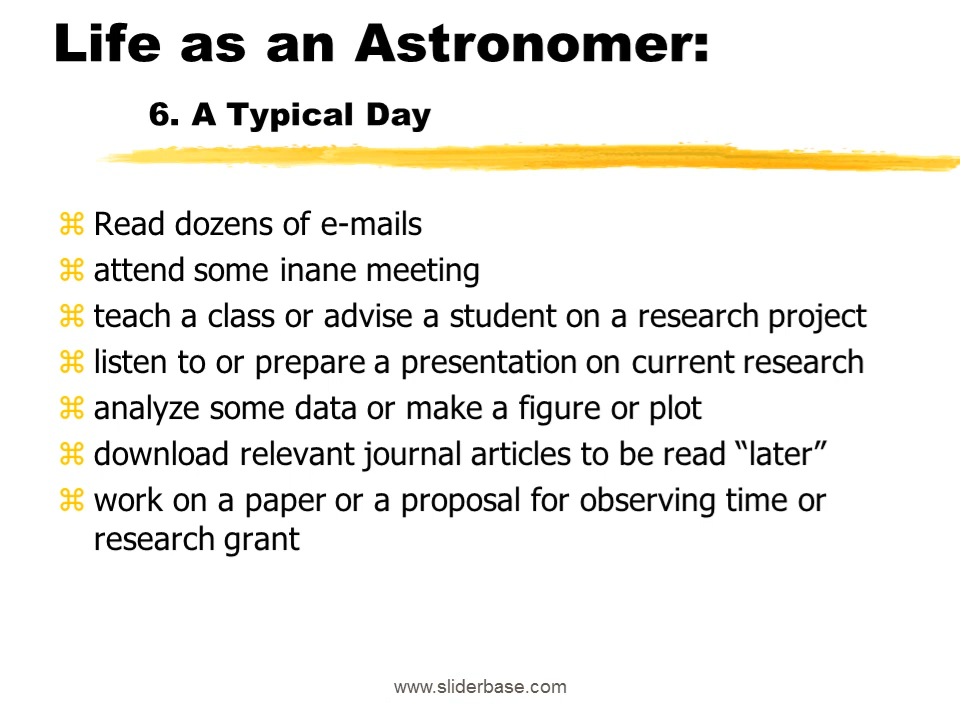 Life as an Astronomer:
6. A Typical Day
Read dozens of e-mails
attend some inane meeting
teach a class or advise a student on a research project
listen to or prepare a presentation on current research
analyze some data or make a figure or plot
download relevant journal articles to be read “later”
work on a paper or a proposal for observing time or
research grant
www.sliderbase.com